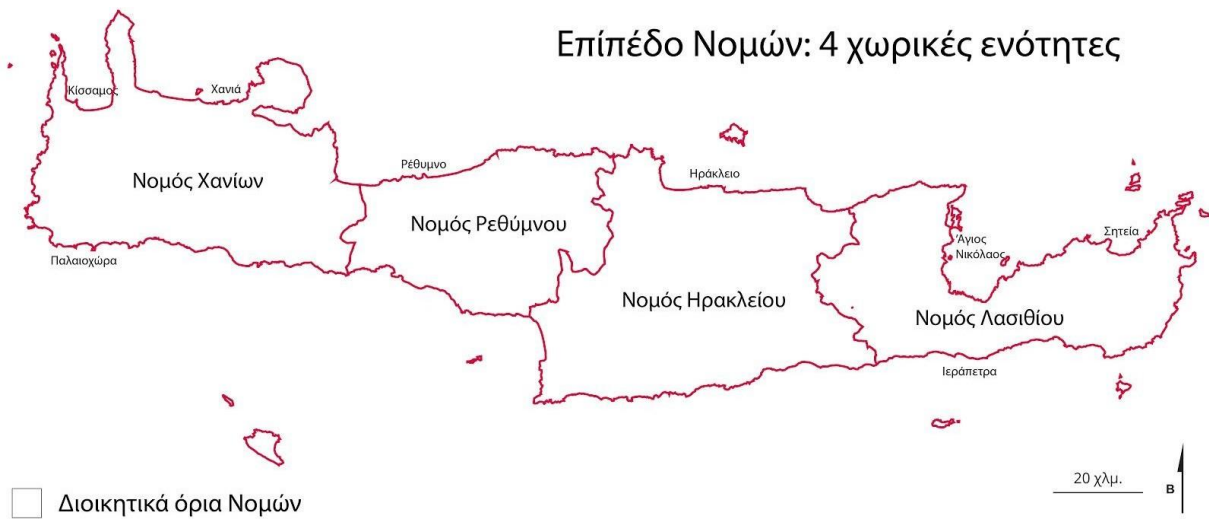 Επίπέδο Νομών: 4 χωρικές ενότητες
Κίσσαμος
Χανιά
Ρέθυμνο
Ηράκλειο
Νομός Χανίων
Νομός Ρεθύμνου
Σητεία
Άγιος
Νικόλαος
Παλαιοχώρα
Νομός Ηρακλείου
Νομός Λασιθίου
Ιεράπετρα
20 χλμ.
Β
Διοικητικά όρια Νομών